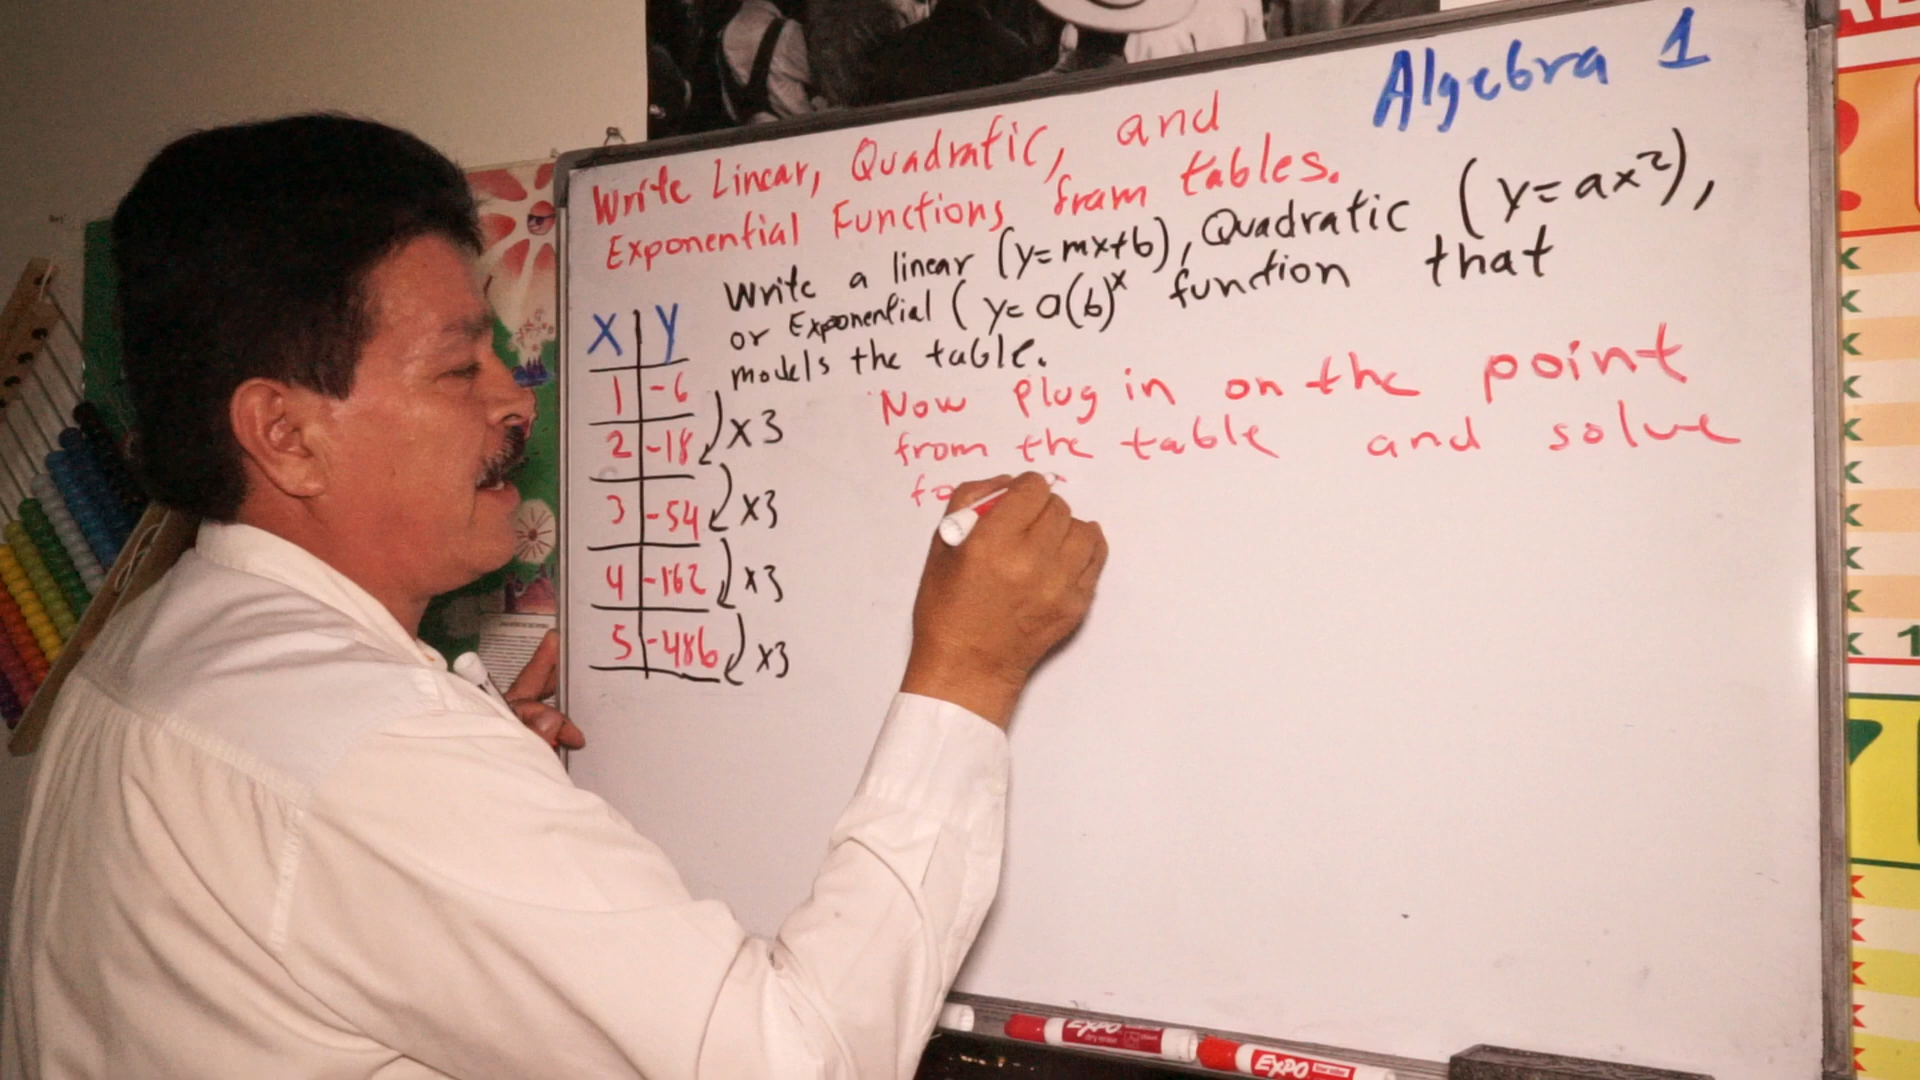 Algebra 1
Write Linear, Quadratic, and
Exponential Functions from tables.
Write a linear (y=mx+b), Quadratic (y=ax²),
or Exponential (y=a(b)ˣ function that
models the table.
X Y
1 -6
2 -18
3 -54
4 -162
5 -486
x3
x3
x3
x3
Now Plug in on the point
from the table and solve
EXPO
EXPO